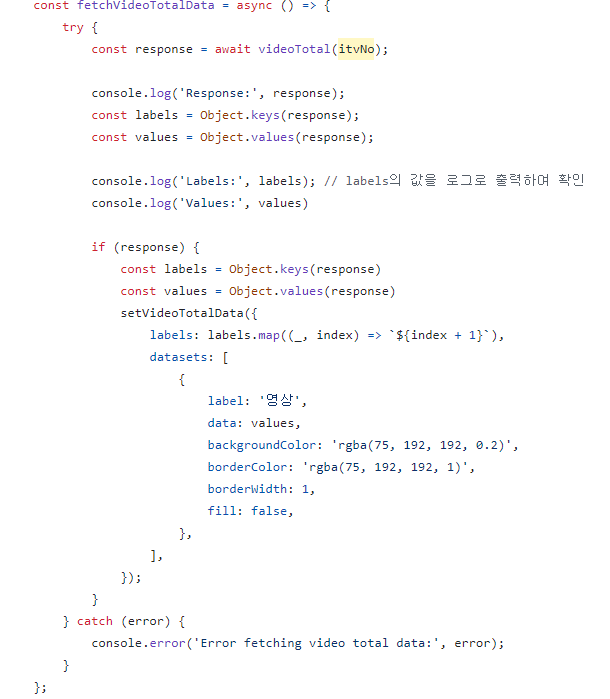 const fetchVideoTotalData = async () => {
try {
const response = await videoTotal(itvNo);
console.log('Response:', response);
const labels = Object.keys(response);
const values = Object.values(response);
console.log('Labels:', labels); // labels의 값을 로그로 출력하여 확인
console.log('Values:', values)
if (response) {
const labels = Object.keys(response)
const values = Object.values(response)
setVideoTotalData({
labels: labels.map((_, index) => `${index + 1}`),
datasets: [
{
label: '영상',
data: values,
backgroundColor: 'rgba(75, 192, 192, 0.2)',
borderColor: 'rgba(75, 192, 192, 1)',
borderWidth: 1,
fill: false,
},
],
});
}
} catch (error) {
console.error('Error fetching video total data:', error);
}
};